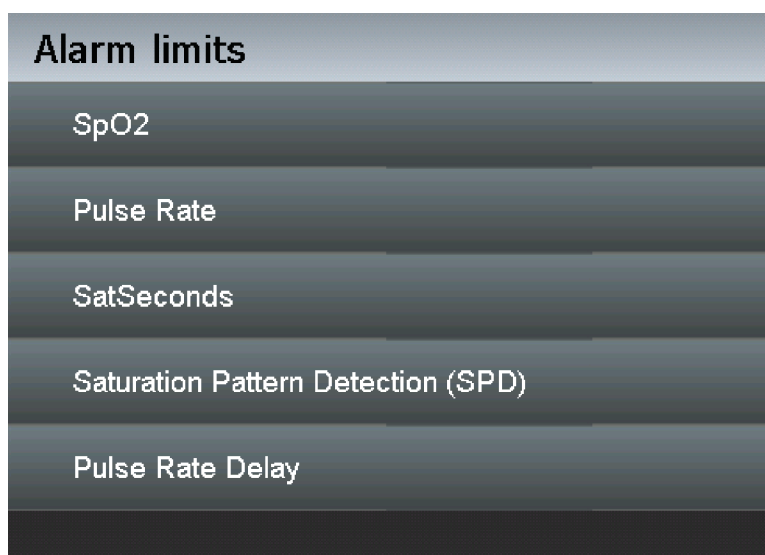 Alarm limits
SpO2
Pulse Rate
SatSeconds
Saturation Pattern Detection (SPD)
Pulse Rate Delay